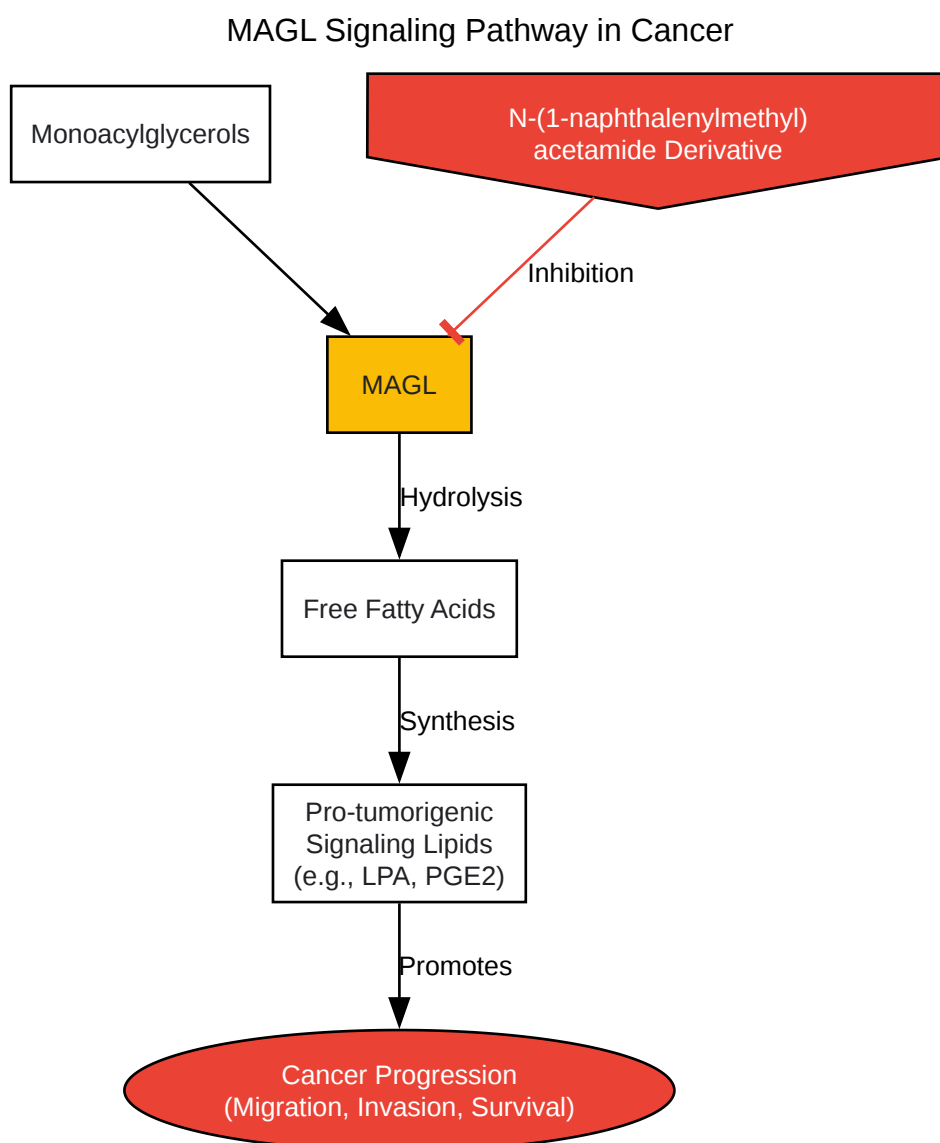 MAGL Signaling Pathway in Cancer
Monoacylglycerols
N-(1-naphthalenylmethyl)
acetamide Derivative
Inhibition
MAGL
Hydrolysis
Free Fatty Acids
Synthesis
Pro-tumorigenic
Signaling Lipids
(e.g., LPA, PGE2)
Promotes
Cancer Progression
(Migration, Invasion, Survival)